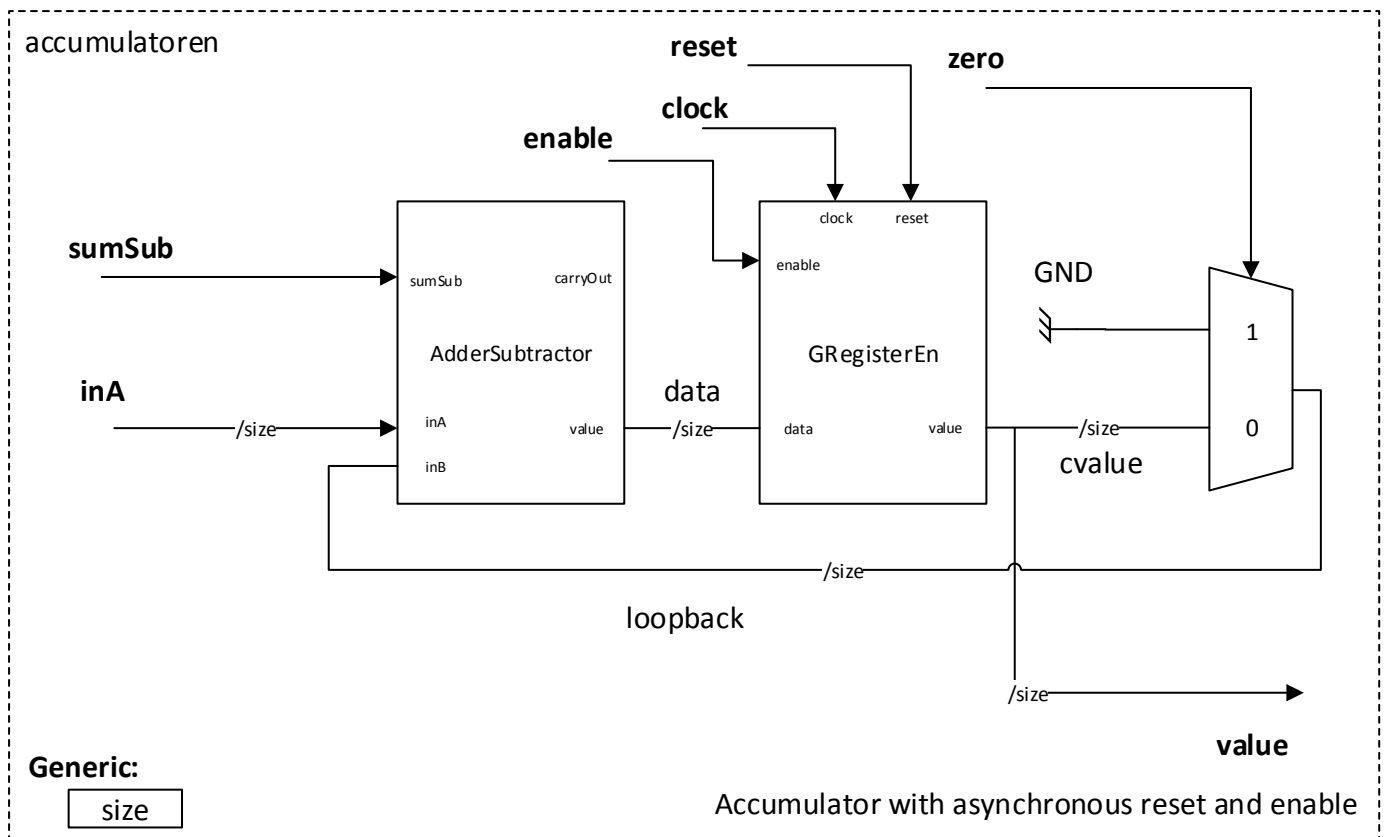 accumulatoren
reset
zero
clock
enable
clock
reset
sumSub
enable
GND
sumSub
carryOut
1
AdderSubtractor
GRegisterEn
inA
data
/size
inA
value
/size
data
value
/size
0
inB
cvalue
/size
loopback
/size
value
Generic:
size
Accumulator with asynchronous reset and enable